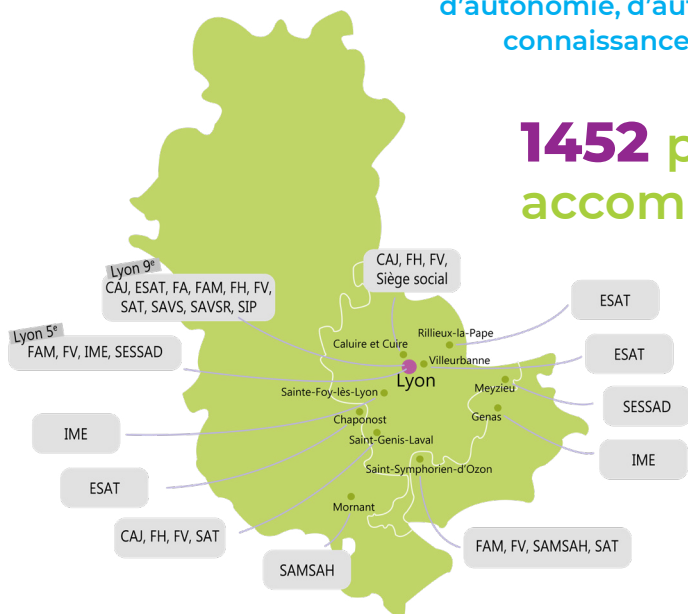 d'autonomie, d'aut
connaissance
1452 p
accom
Lyon 9e
CAJ, ESAT, FA, FAM, FH, FV,
SAT, SAVS, SAVSR, SIP
CAJ, FH, FV,
Siège social
ESAT
Lyon 5e
FAM, FV, IME, SESSAD
Rillieux-la-Pape
Caluire et Cuire
Villeurbanne
ESAT
Lyon
Meyzieu
Sainte-Foy-lès-Lyon
SESSAD
Genas
Chaponost
IME
Saint-Genis-Laval
IME
Saint-Symphorien-d'Ozon
ESAT
Mornant
CAJ, FH, FV, SAT
FAM, FV, SAMSAH, SAT
SAMSAH